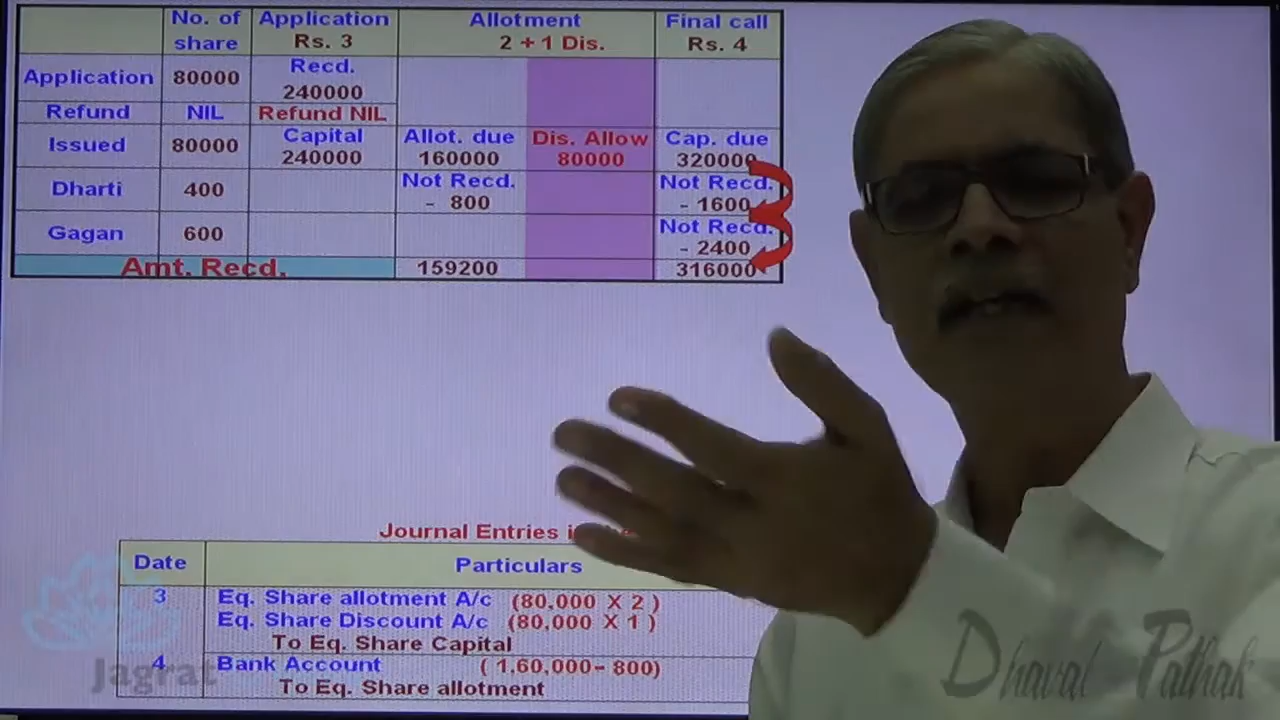 No. of share Application Rs. 3 Allotment 2 + 1 Dis. Final call Rs. 4
Application 80000 Recd. 240000
Refund NIL Refund NIL
Issued 80000 Capital 240000 Allot. due 160000 Dis. Allow 80000 Cap. due 320000
Dharti 400 Not Recd. - 800 Not Recd. - 1600
Gagan 600 Not Recd. - 2400
Amt. Recd. 159200 316000
Journal Entries
Date Particulars
3 Eq. Share allotment A/c (80,000 X 2 )
Eq. Share Discount A/c (80,000 X 1 )
To Eq. Share Capital
4 Bank Account ( 1,60,000- 800)
To Eq. Share allotment
Jagrat
Dhaval Pathak